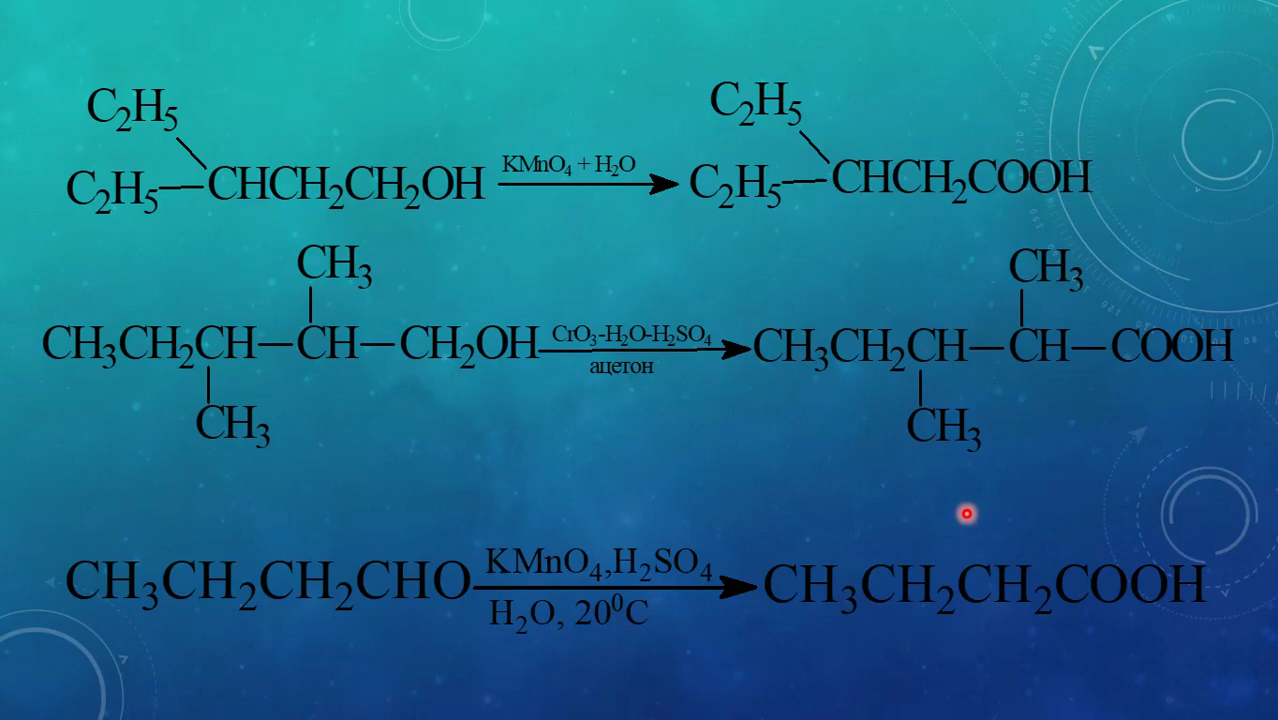 C₂H₅ C₂H₅
KMnO₄ + H₂O
C₂H₅—CHCH₂CH₂OH C₂H₅—CHCH₂COOH
CH₃ CH₃
CrO₃-H₂O-H₂SO₄
CH₃CH₂CH—CH—CH₂OH CH₃CH₂CH—CH—COOH
ацетон
CH₃ CH₃
KMnO₄,H₂SO₄
CH₃CH₂CH₂CHO CH₃CH₂CH₂COOH
H₂O, 20⁰C